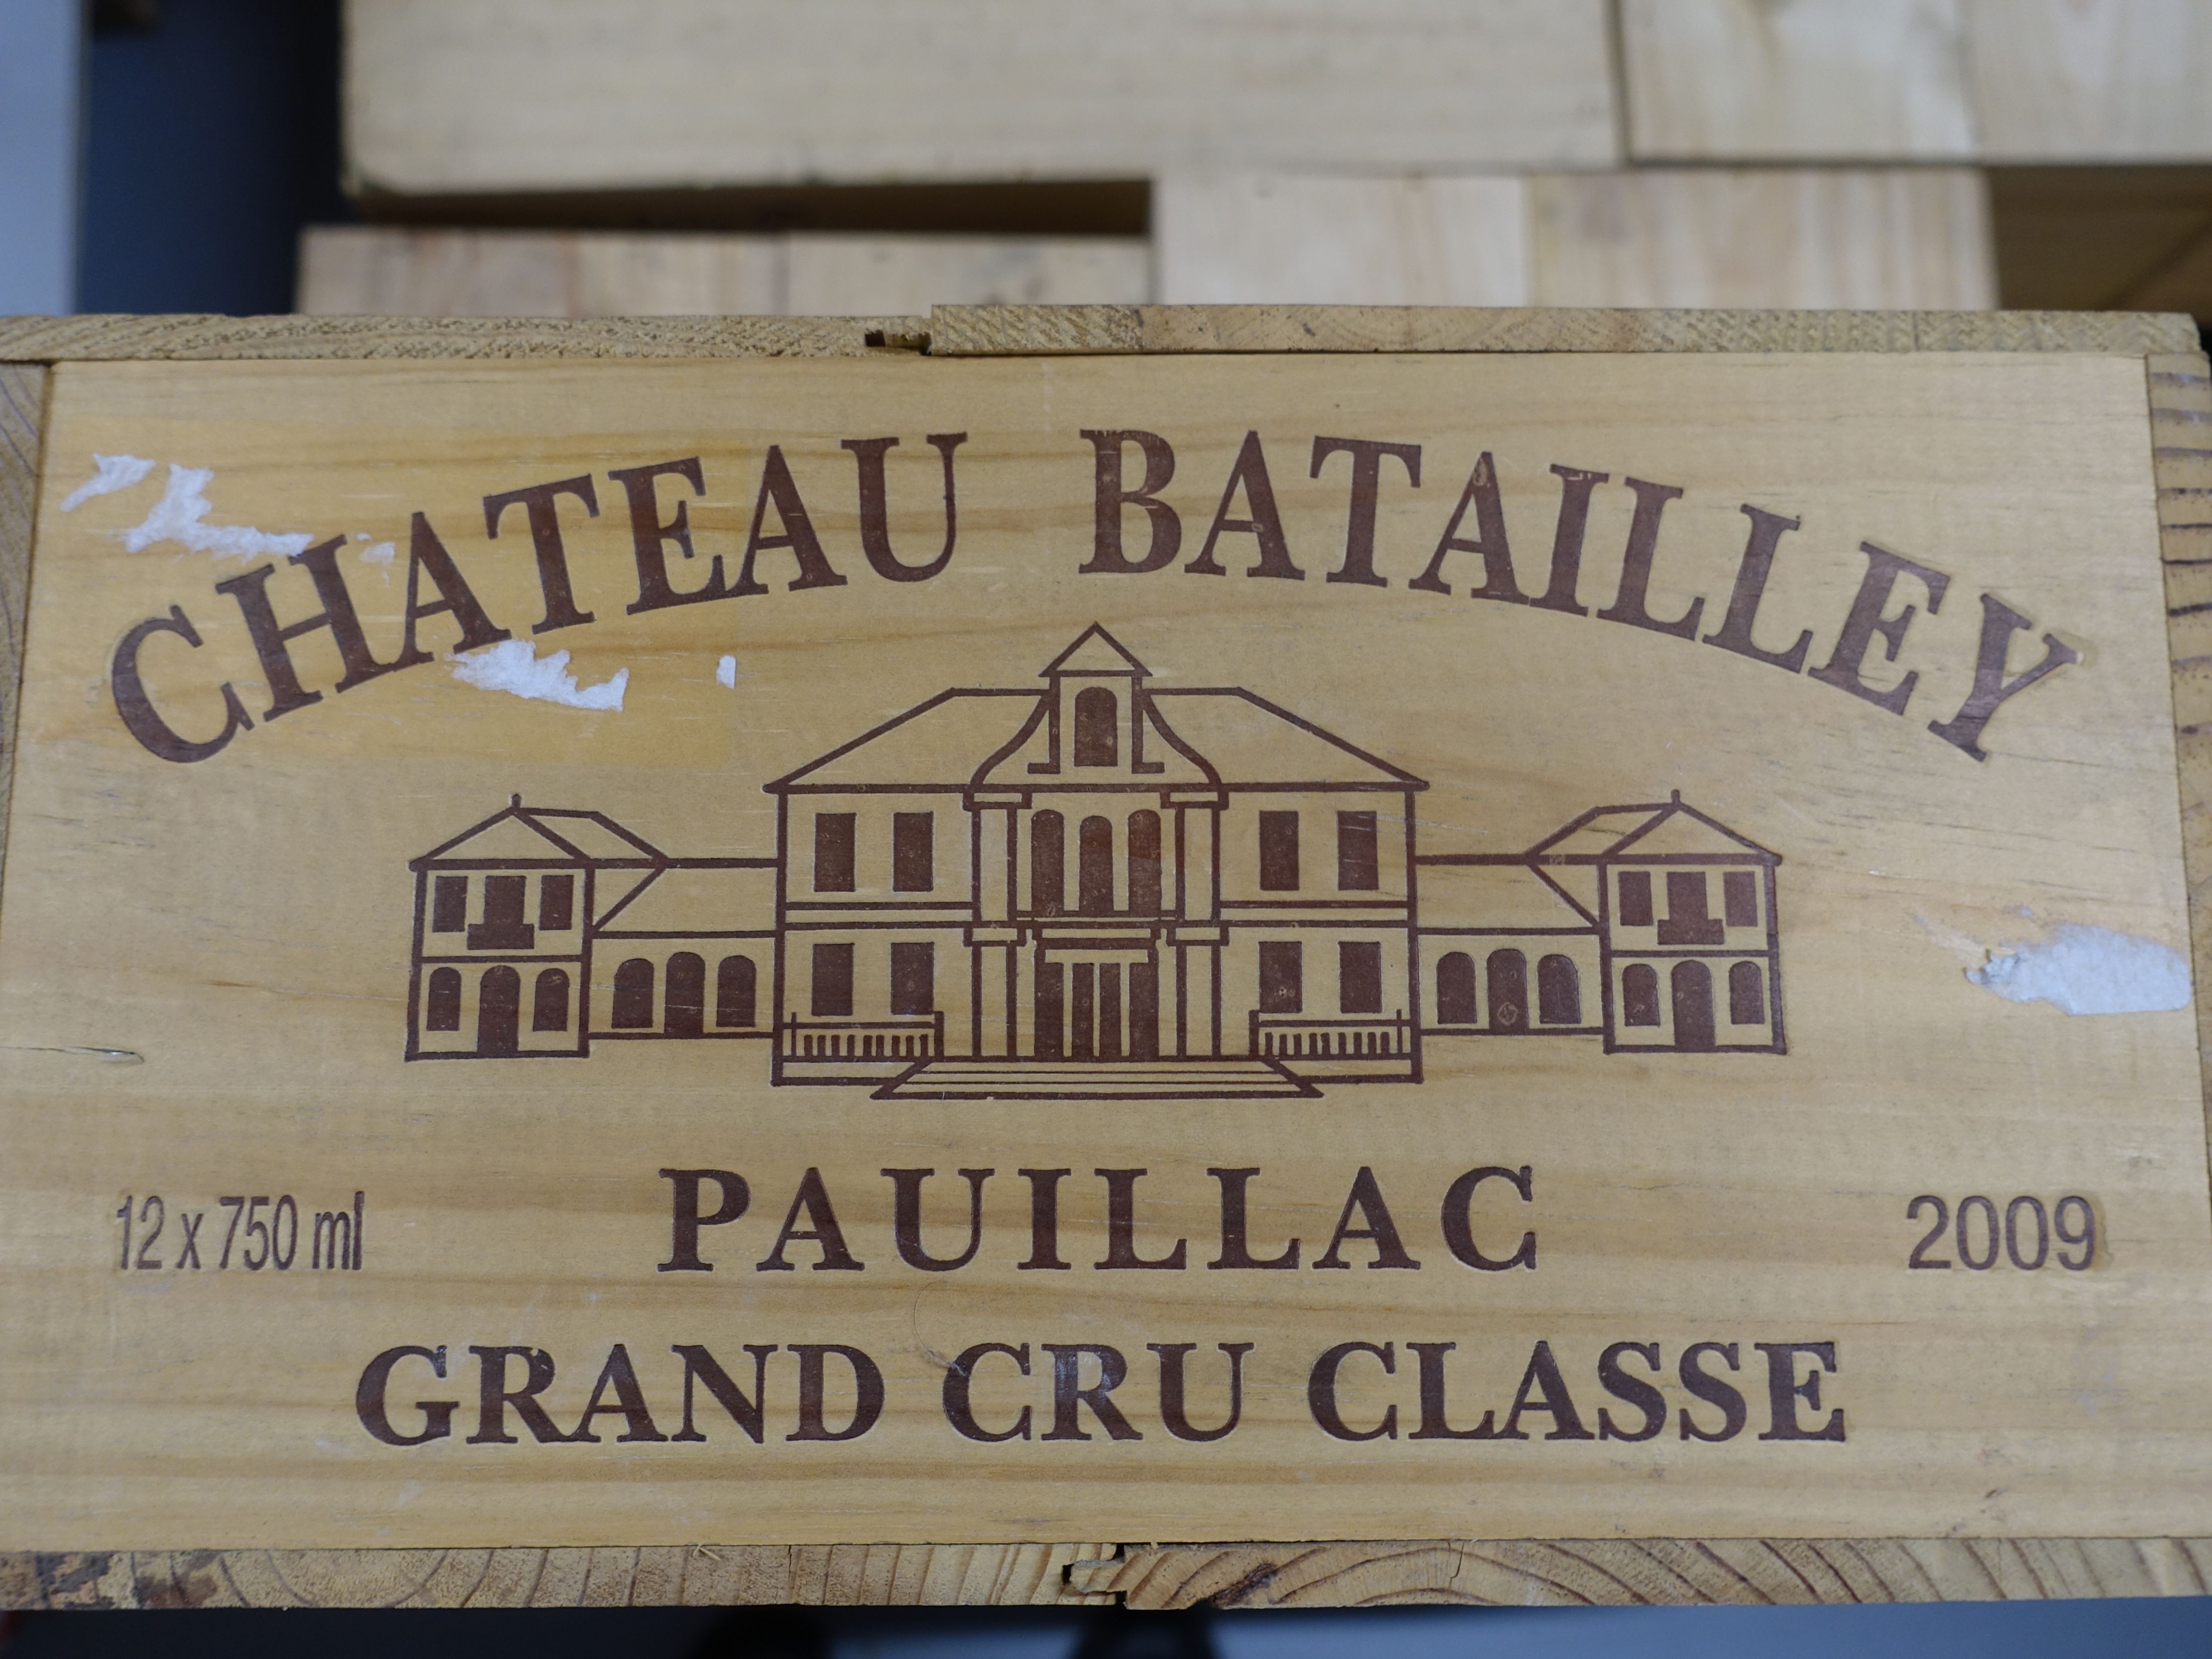 CHATEAU BATAILLEY
PAUILLAC
12 x 750 ml
2009
GRAND CRU CLASSE